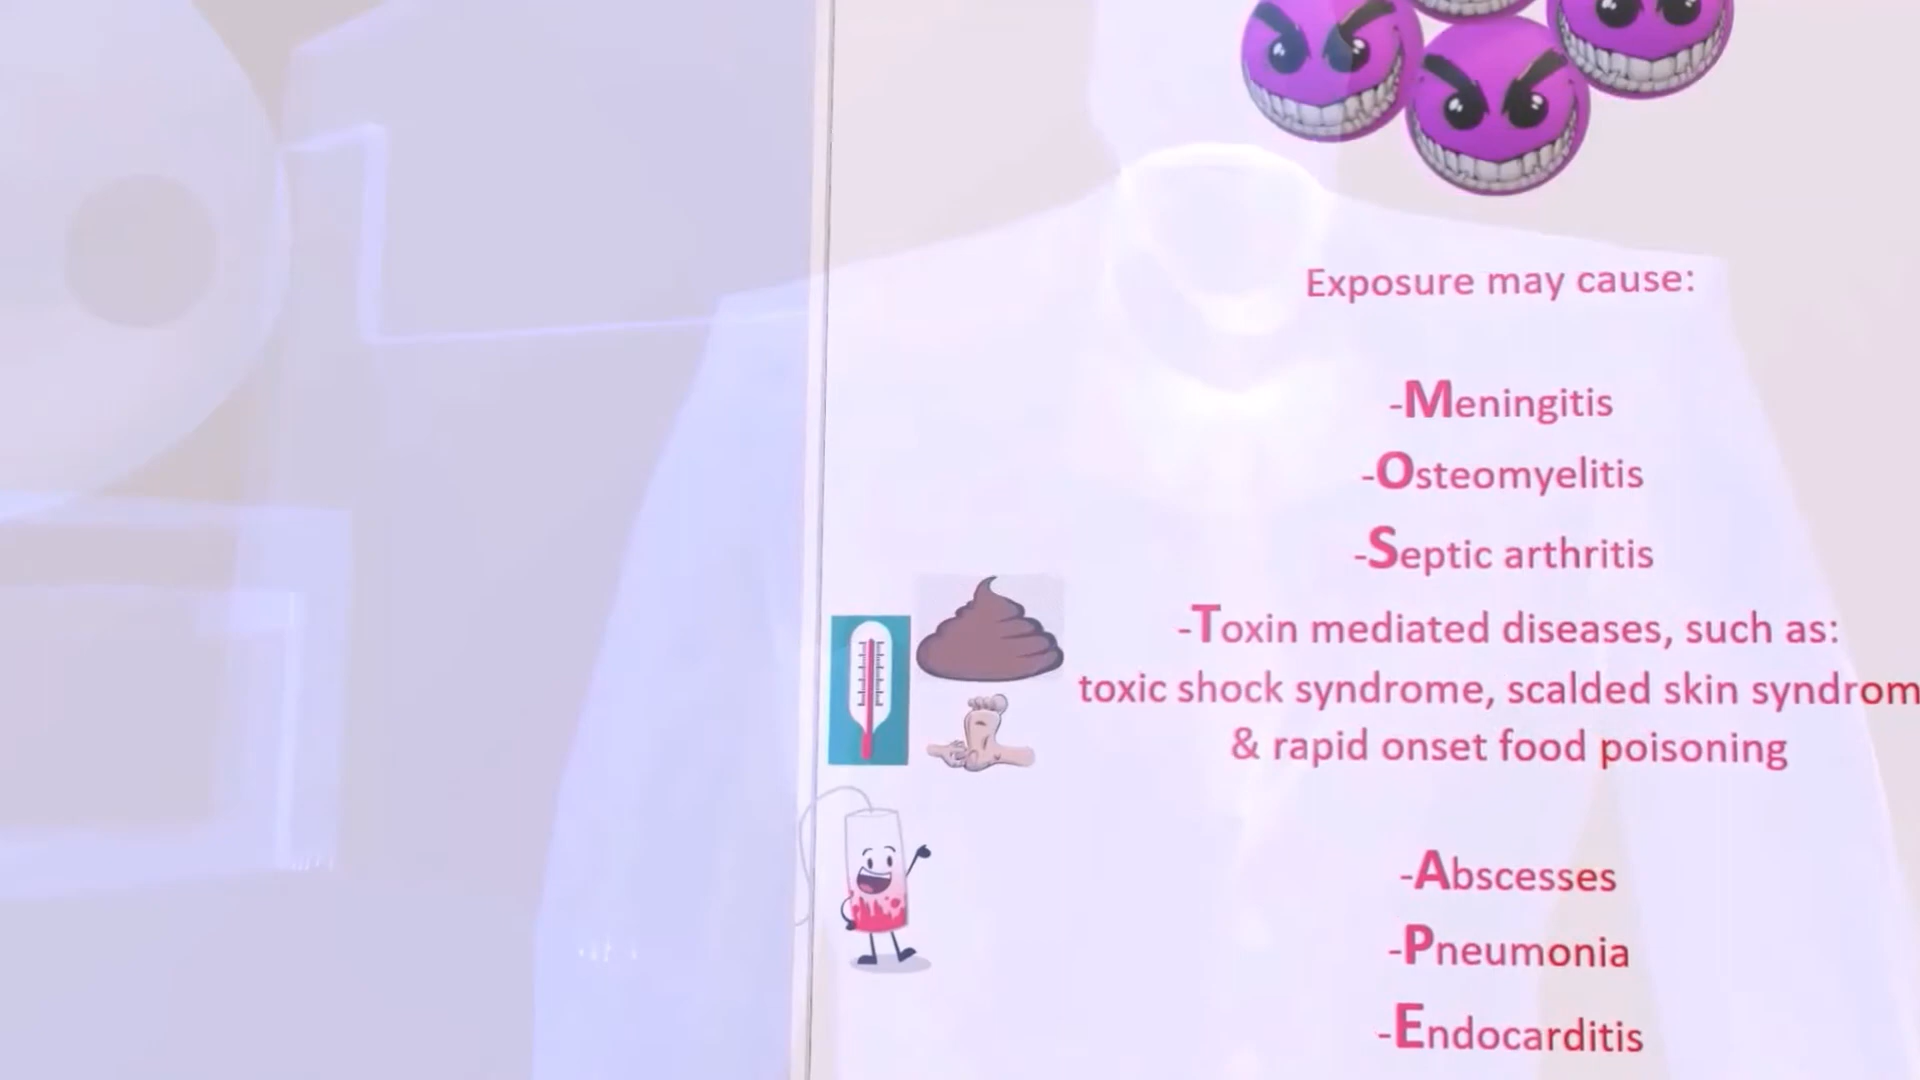 Exposure may cause:
-Meningitis
-Osteomyelitis
-Septic arthritis
-Toxin mediated diseases, such as:
toxic shock syndrome, scalded skin syndrom
& rapid onset food poisoning
-Abscesses
-Pneumonia
-Endocarditis